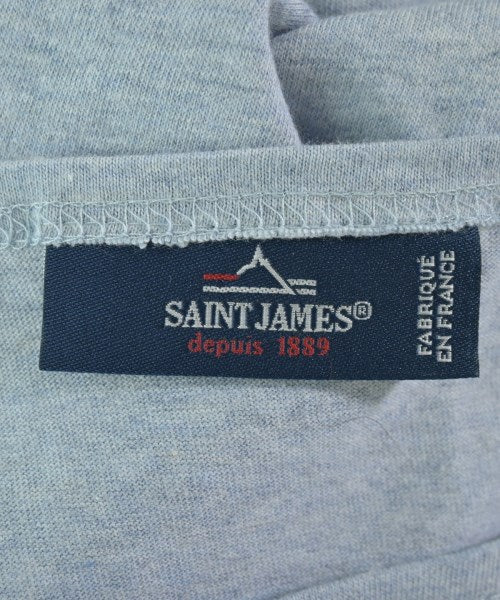 SAINT JAMES®
depuis 1889
FABRIQUÉ
EN FRANCE